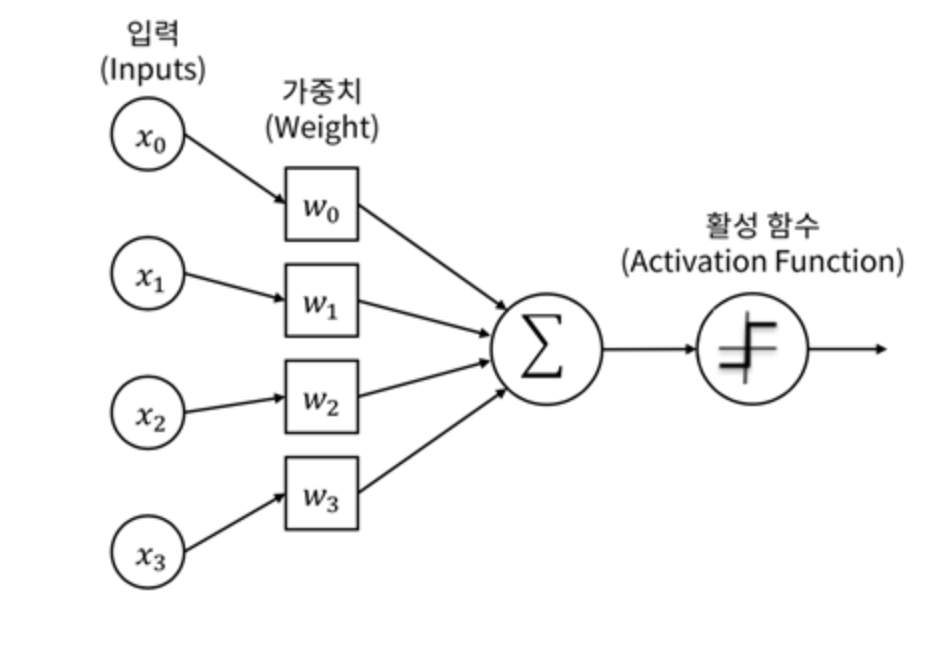 입력
(Inputs)
가중치
(Weight)
x₀
w₀
x₁
w₁
x₂
w₂
x₃
w₃
∑
활성 함수
(Activation Function)